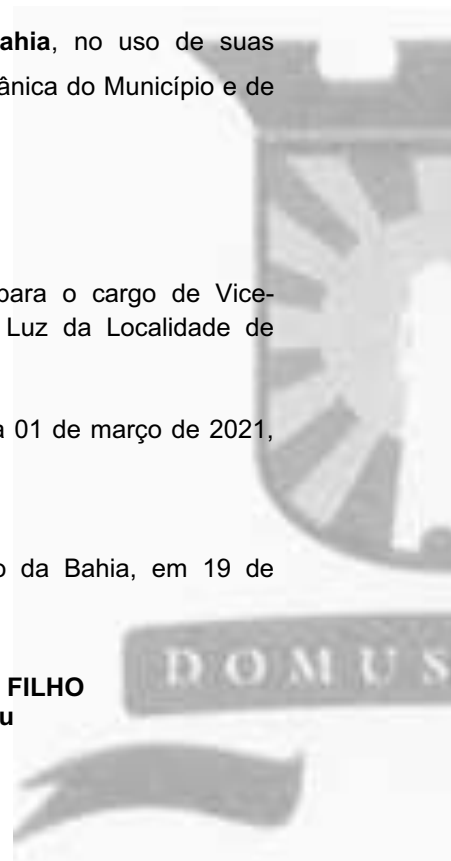 ahia, no uso de suas
ânica do Município e de
para o cargo de Vice-
Luz da Localidade de
a 01 de março de 2021,
o da Bahia, em 19 de
FILHO
u
DOMUS